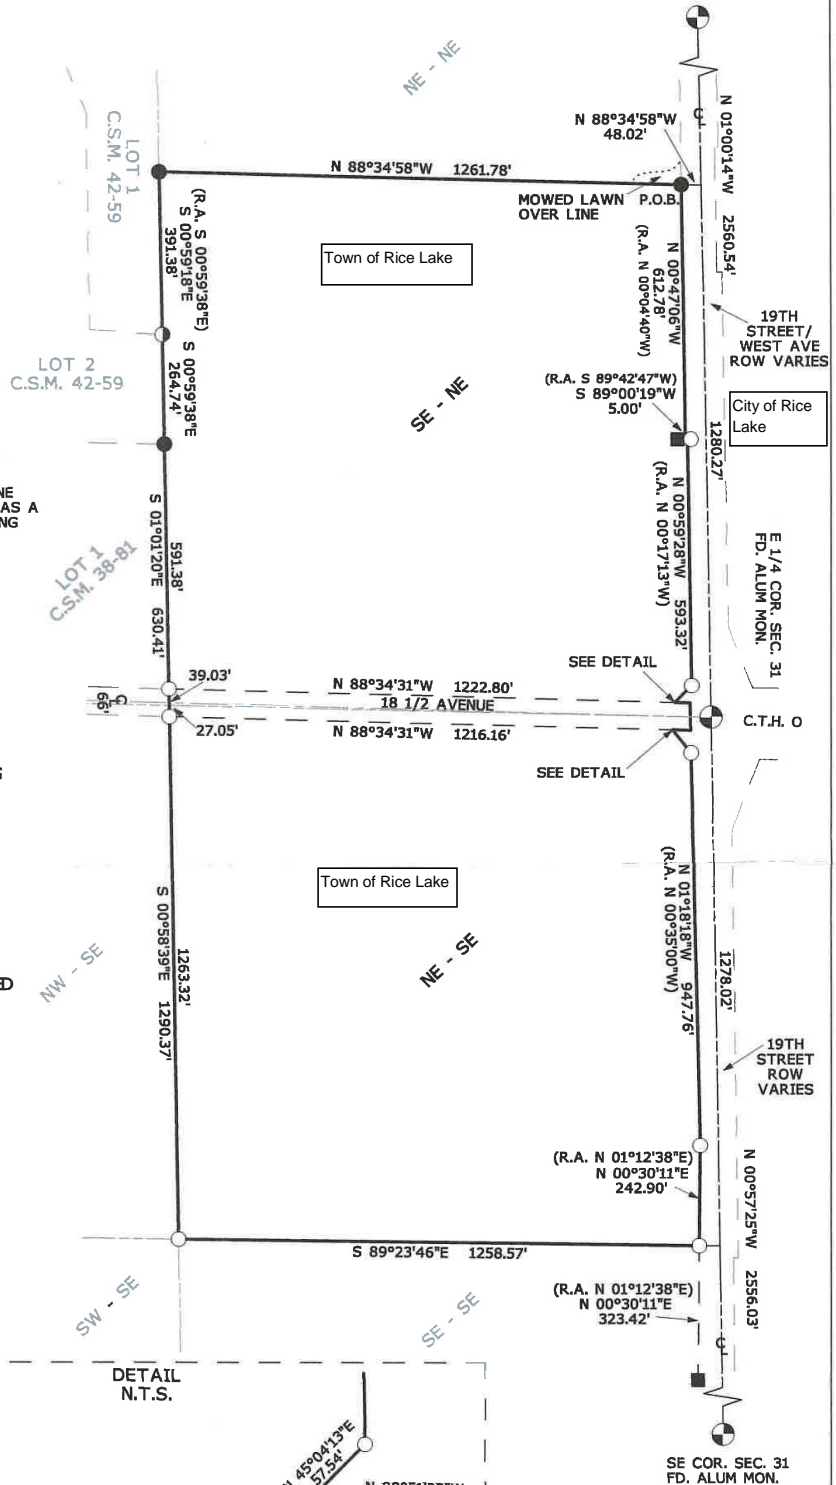 NE - NE
LOT 1
C.S.M. 42-59
N 88°34'58"W
48.02'
N 01°00'14"W 2560.54'
N 88°34'58"W 1261.78'
MOWED LAWN
OVER LINE
P.O.B.
(R.A. S 00°59'38"E)
S 00°59'18"E
391.38'
Town of Rice Lake
N 00°47'06"W
612.78'
(R.A. N 00°04'40"W)
19TH
STREET/
WEST AVE
ROW VARIES
LOT 2
C.S.M. 42-59
S 00°59'38"E
264.74'
SE - NE
(R.A. S 89°42'47"W)
S 89°00'19"W
5.00'
City of Rice
Lake
1280.27'
NE
AS A
NG
LOT 1
C.S.M. 38-81
591.38'
S 01°01'20"E 630.41'
N 00°59'28"W 593.32'
(R.A. N 00°17'13"W)
E 1/4 COR. SEC. 31
FD. ALUM MON.
SEE DETAIL
39.03'
N 88°34'31"W 1222.80'
18 1/2 AVENUE
66'
27.05'
N 88°34'31"W 1216.16'
C.T.H. O
SEE DETAIL
Town of Rice Lake
N 01°18'18"W 947.76'
(R.A. N 00°35'00"W)
NW - SE
1263.32'
S 00°58'39"E 1290.37'
NE - SE
1278.02'
19TH
STREET
ROW
VARIES
(R.A. N 01°12'38"E)
N 00°30'11"E
242.90'
N 00°57'25"W 2556.03'
S 89°23'46"E 1258.57'
SW - SE
SE - SE
(R.A. N 01°12'38"E)
N 00°30'11"E
323.42'
DETAIL
N.T.S.
45°04'13"E
57.54'
SE COR. SEC. 31
FD. ALUM MON.